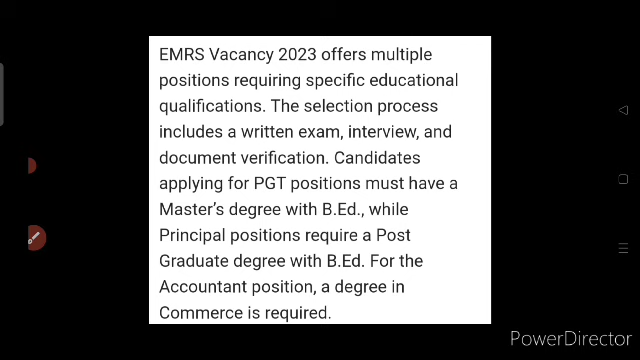 EMRS Vacancy 2023 offers multiple
positions requiring specific educational
qualifications. The selection process
includes a written exam, interview, and
document verification. Candidates
applying for PGT positions must have a
Master's degree with B.Ed., while
Principal positions require a Post
Graduate degree with B.Ed. For the
Accountant position, a degree in
Commerce is required.
PowerDirector